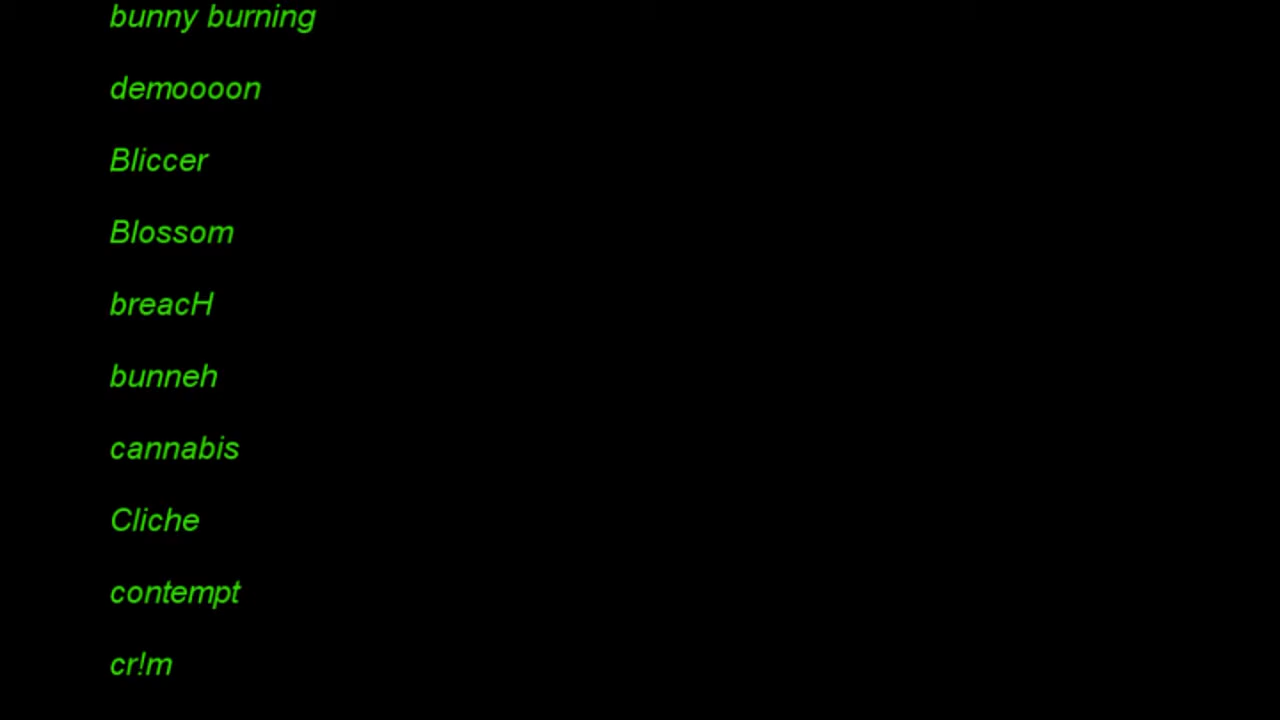 bunny burning
demoooon
Bliccer
Blossom
breacH
bunneh
cannabis
Cliche
contempt
cr!m